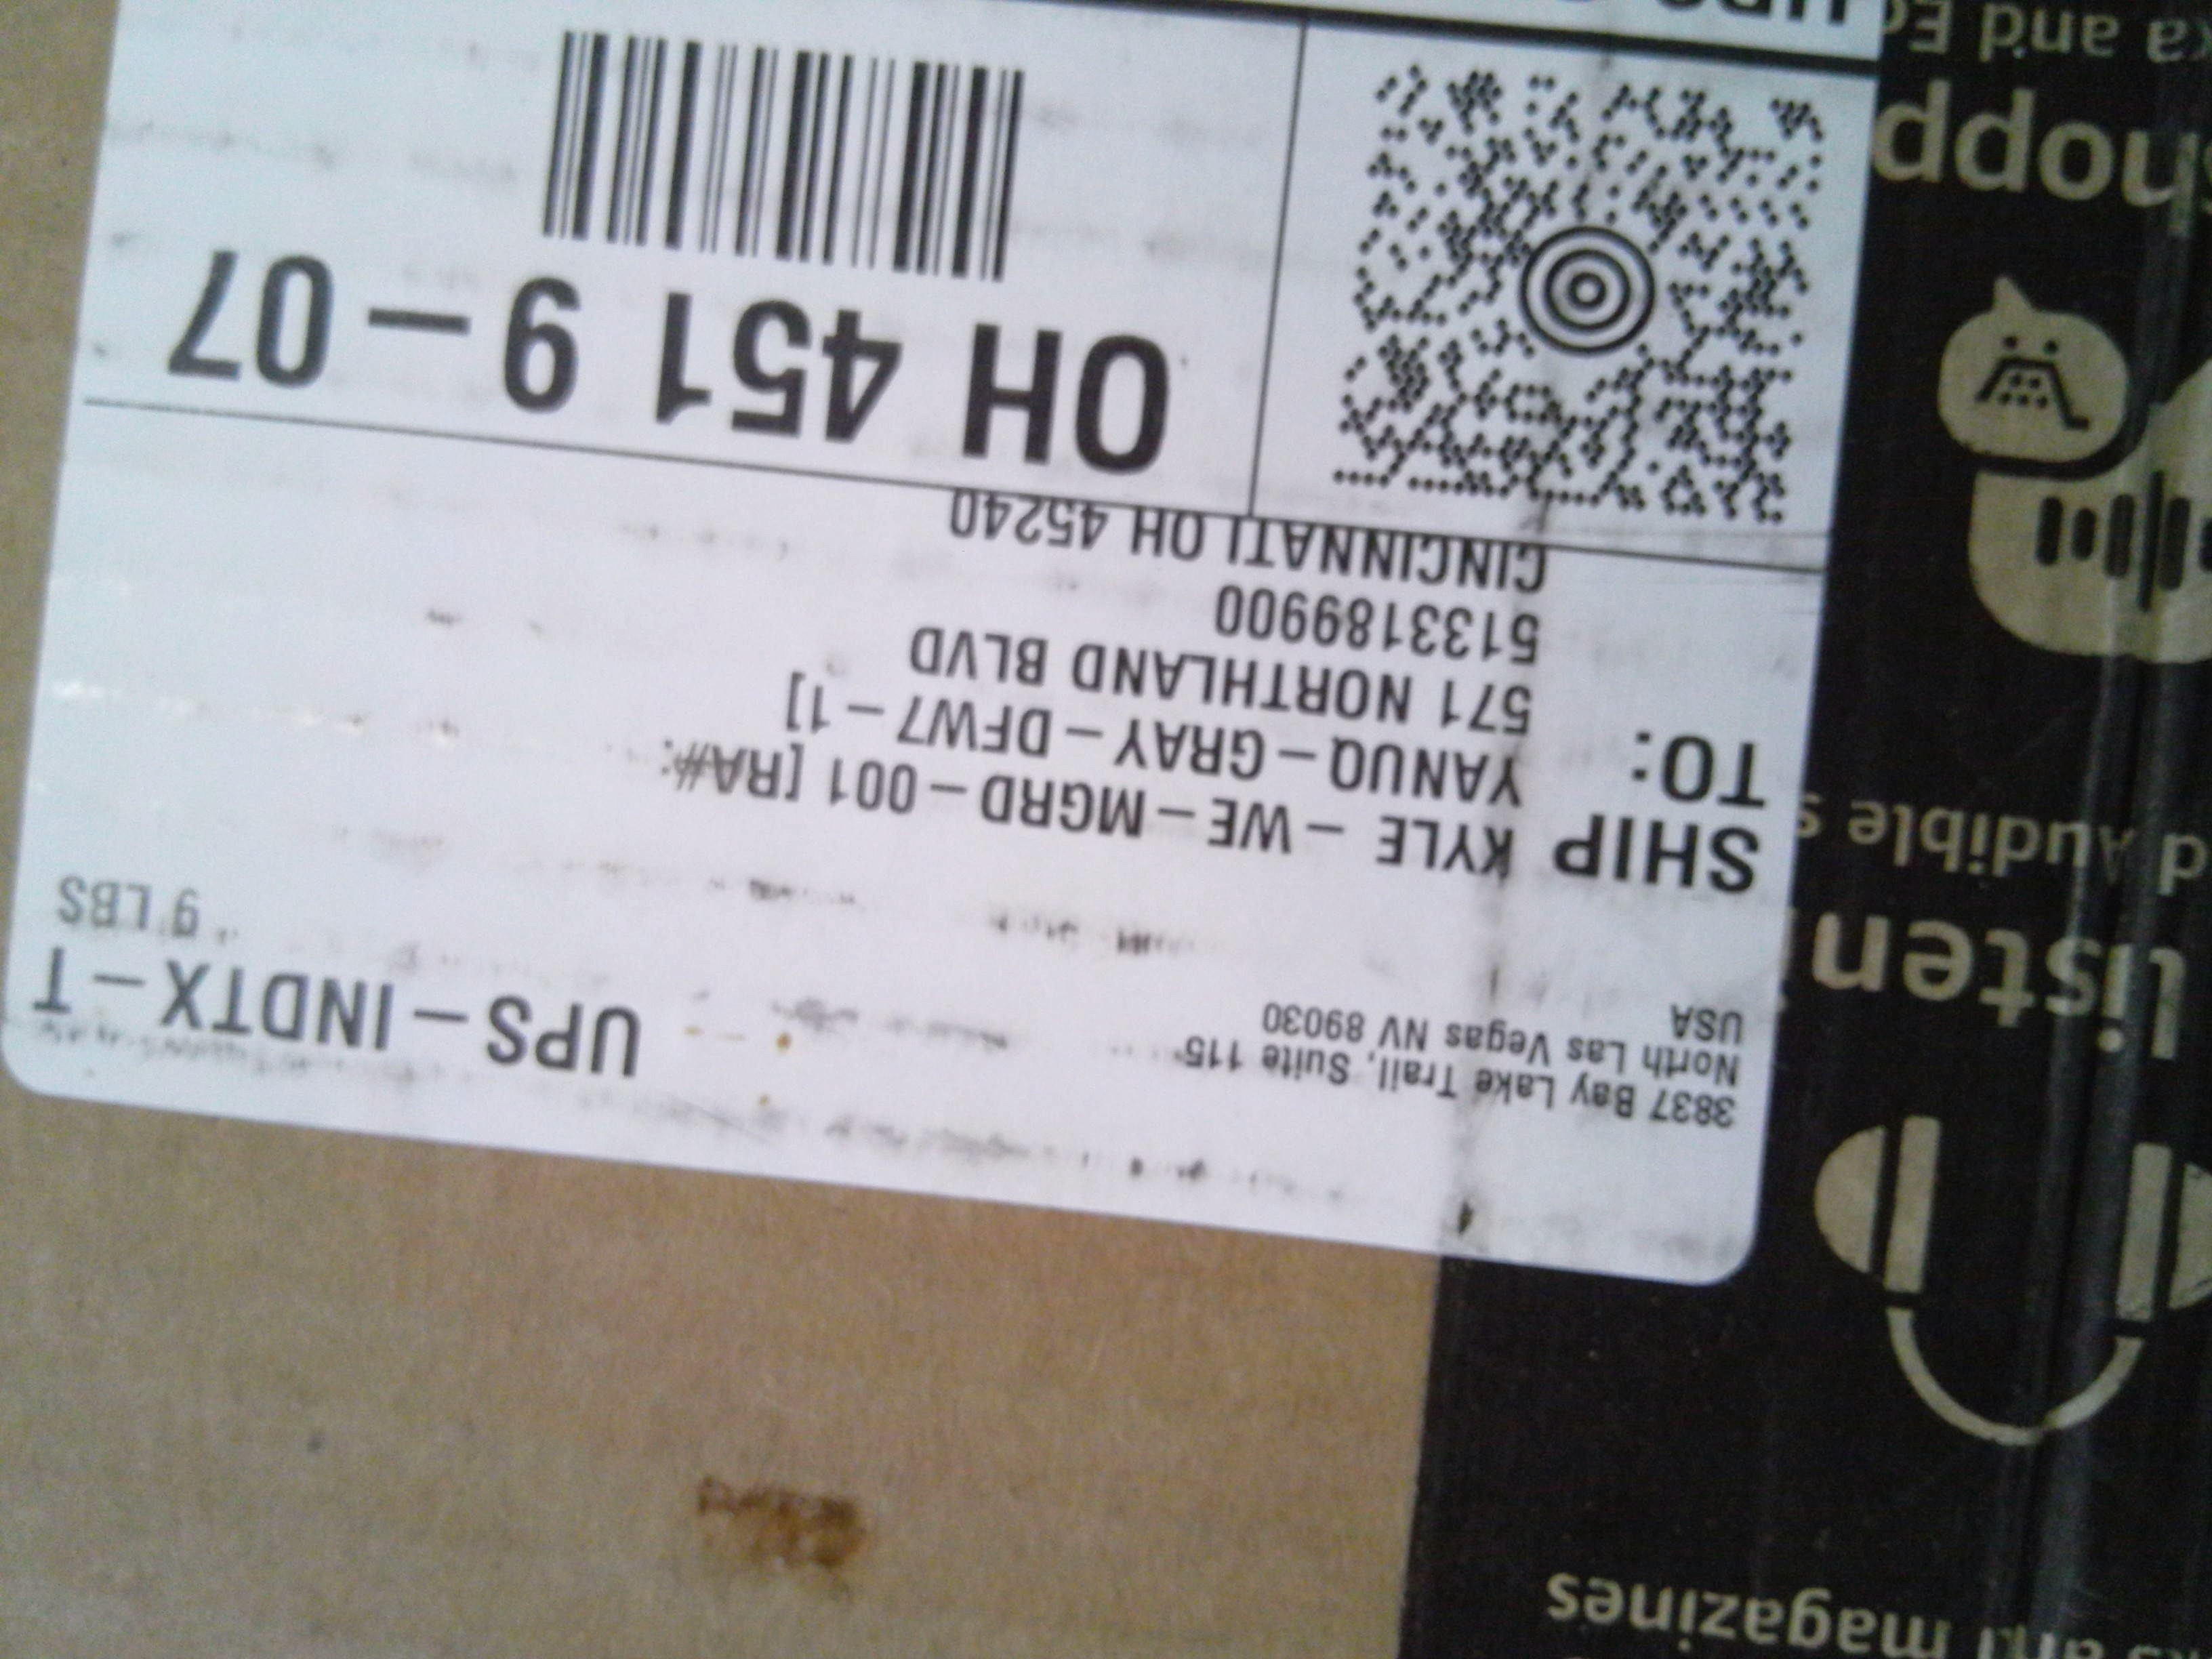 3837 Bay Lake Trail, Suite 115
North Las Vegas NV 89030
USA
UPS-INDTX-T
9 LBS
SHIP TO:
KYLE - WE-MGRD-001 [RA#:
YANUQ-GRAY-DFW7-1]
571 NORTHLAND BLVD
5133189900
CINCINNATI OH 45240
OH 451 9-07
magazines
Listen
d Audible s
shopp
xa and Ec